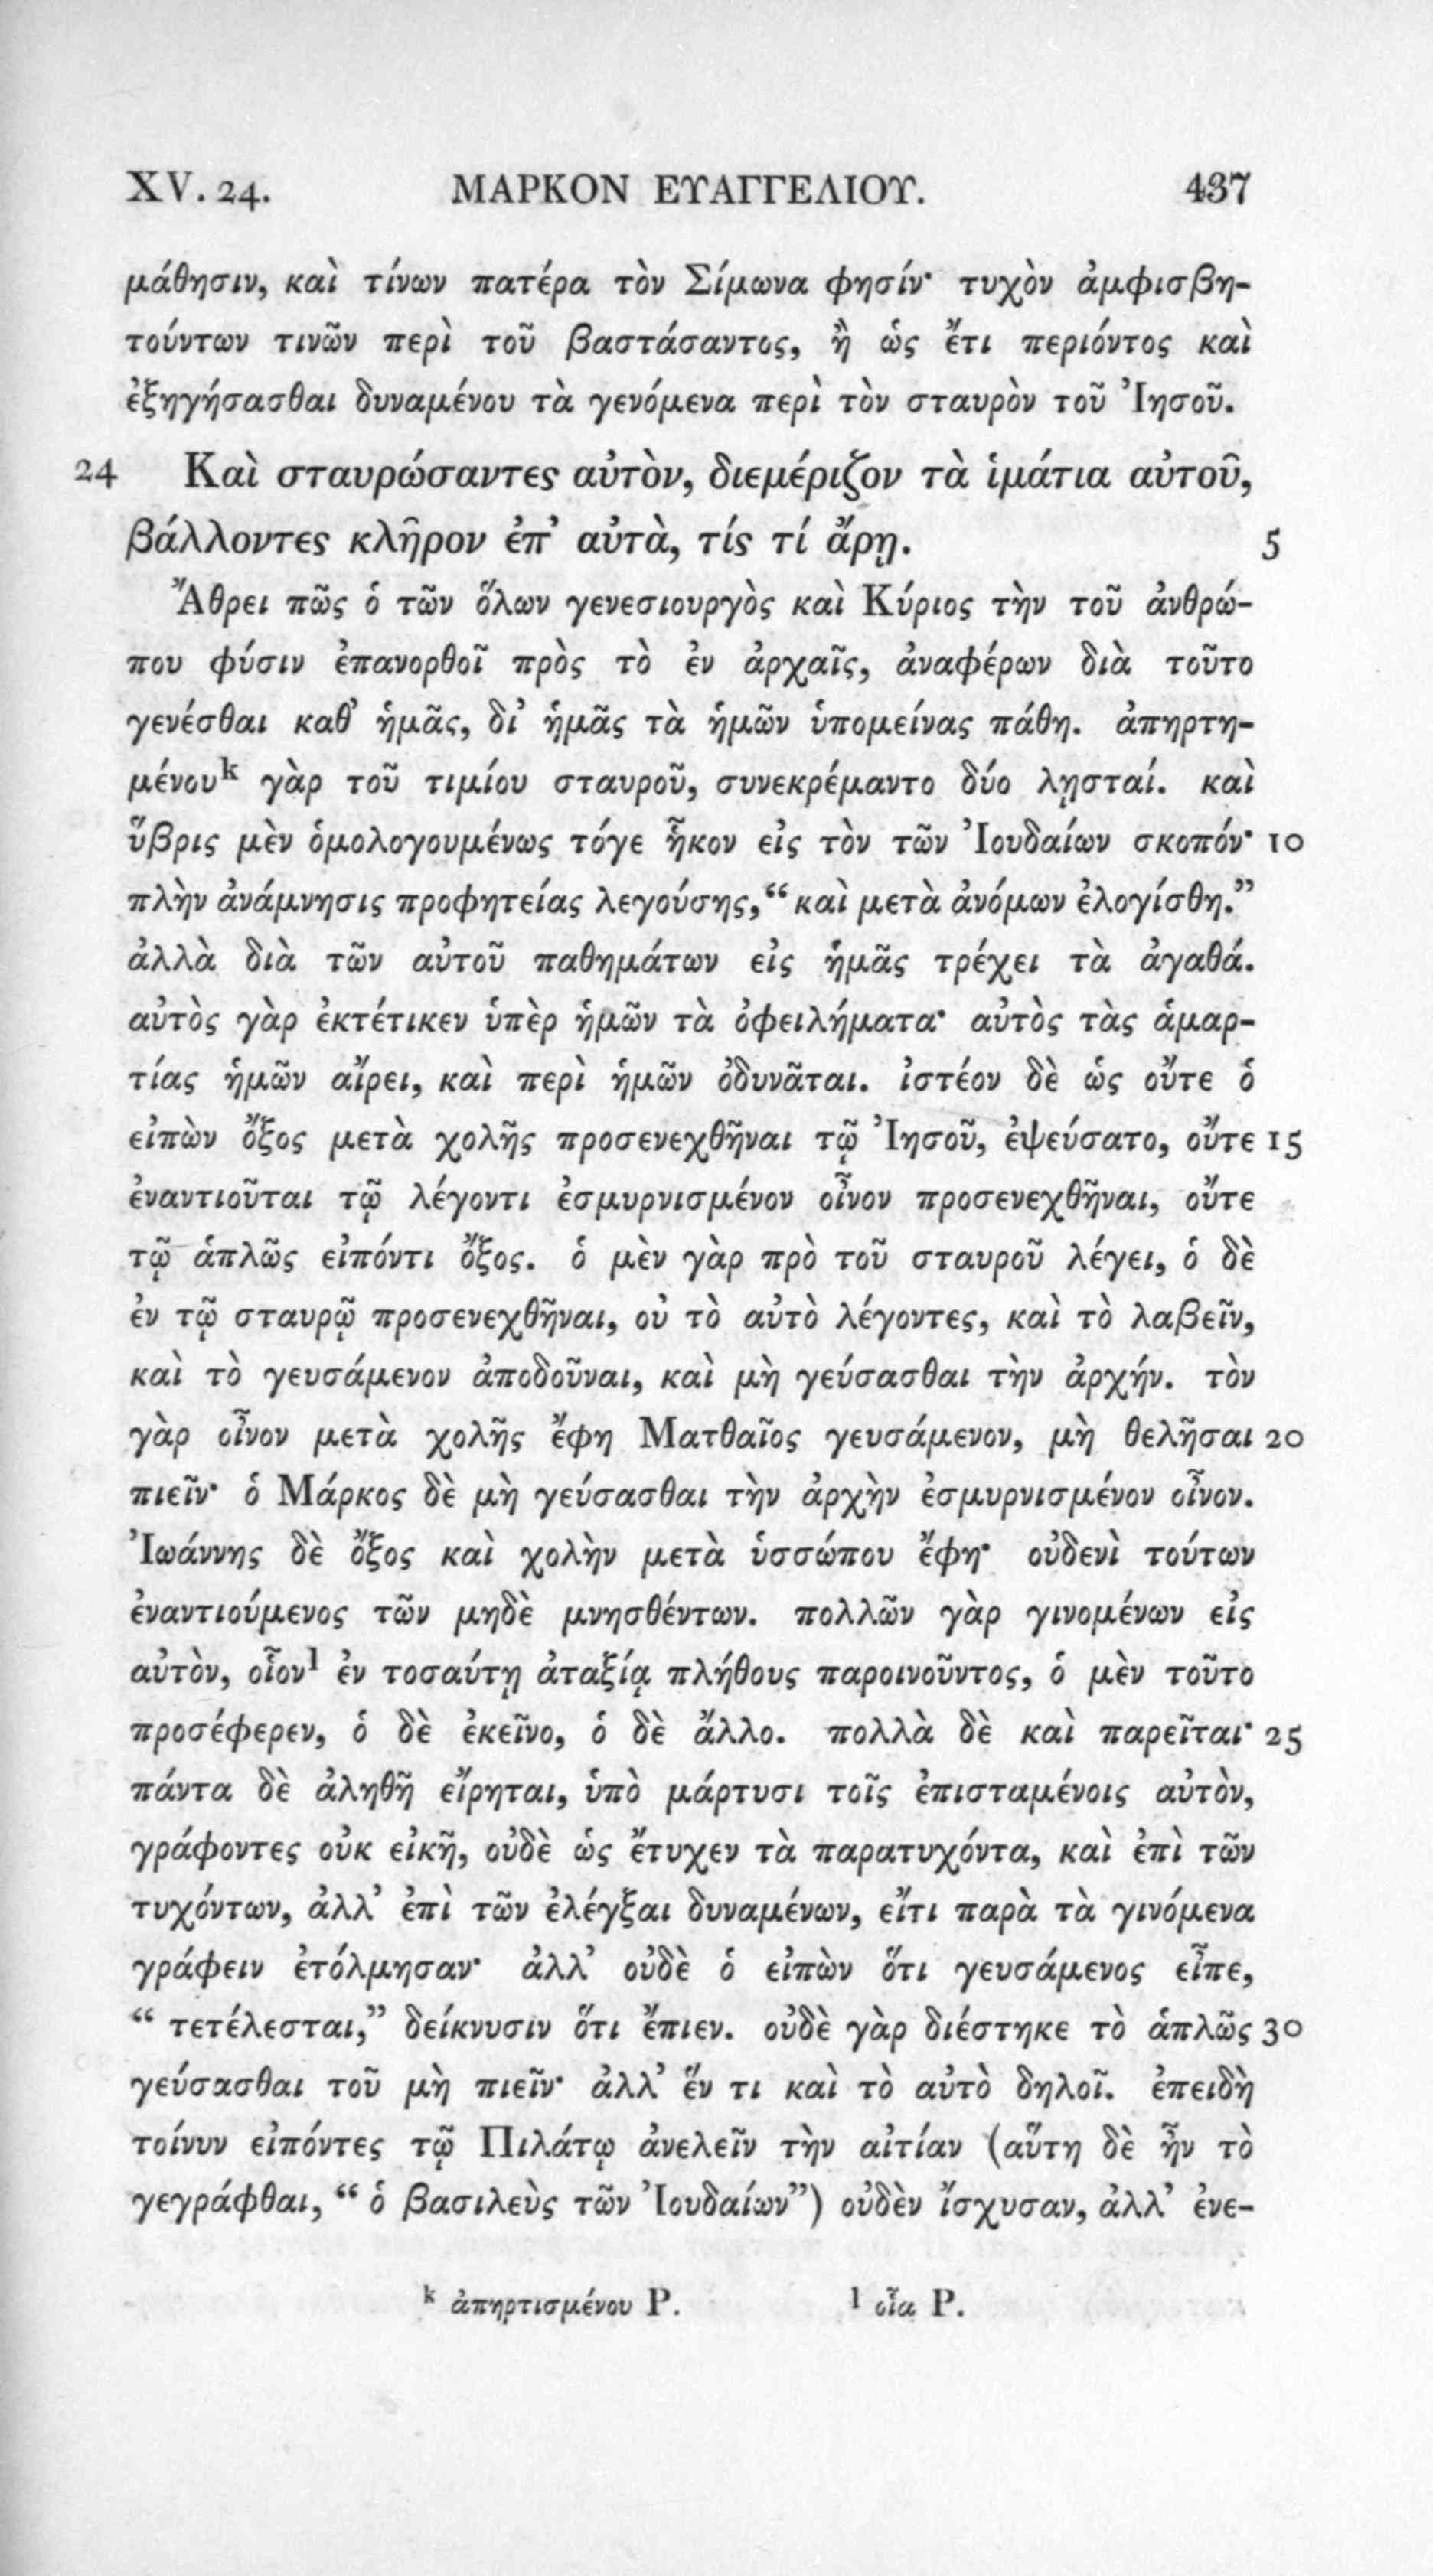 XV. 24. ΜΑΡΚΟΝ ΕΥΑΓΓΕΛΙΟΥ. 437
μάθησιν, καὶ τίνων πατέρα τὸν Σίμωνα φησίν· τυχὸν ἀμφισβη-
τούντων τινῶν περὶ τοῦ βαστάσαντος, ἢ ὡς ἔτι περιόντος καὶ
ἐξηγήσασθαι δυναμένου τὰ γενόμενα περὶ τὸν σταυρὸν τοῦ Ἰησοῦ.
24 Καὶ σταυρώσαντες αὐτὸν, διεμέριζον τὰ ἱμάτια αὐτοῦ,
βάλλοντες κλῆρον ἐπ' αὐτὰ, τίς τί ἄρῃ. 5
Ἄθρει πῶς ὁ τῶν ὅλων γενεσιουργὸς καὶ Κύριος τὴν τοῦ ἀνθρώ-
που φύσιν ἐπανορθοῖ πρὸς τὸ ἐν ἀρχαῖς, ἀναφέρων διὰ τοῦτο
γενέσθαι καθ' ἡμᾶς, δι' ἡμᾶς τὰ ἡμῶν ὑπομείνας πάθη. ἀπηρτη-
μένουk γὰρ τοῦ τιμίου σταυροῦ, συνεκρέμαντο δύο λῃσταί. καὶ
ὕβρις μὲν ὁμολογουμένως τόγε ἧκον εἰς τὸν τῶν Ἰουδαίων σκοπόν· 10
πλὴν ἀνάμνησις προφητείας λεγούσης, “ καὶ μετὰ ἀνόμων ἐλογίσθη.”
ἀλλὰ διὰ τῶν αὐτοῦ παθημάτων εἰς ἡμᾶς τρέχει τὰ ἀγαθά.
αὐτὸς γὰρ ἐκτέτικεν ὑπὲρ ἡμῶν τὰ ὀφειλήματα· αὐτὸς τὰς ἁμαρ-
τίας ἡμῶν αἴρει, καὶ περὶ ἡμῶν ὀδυνᾶται. ἰστέον δὲ ὡς οὔτε ὁ
εἰπὼν ὄξος μετὰ χολῆς προσενεχθῆναι τῷ Ἰησοῦ, ἐψεύσατο, οὔτε 15
ἐναντιοῦται τῷ λέγοντι ἐσμυρνισμένον οἶνον προσενεχθῆναι, οὔτε
τῷ ἁπλῶς εἰπόντι ὄξος. ὁ μὲν γὰρ πρὸ τοῦ σταυροῦ λέγει, ὁ δὲ
ἐν τῷ σταυρῷ προσενεχθῆναι, οὐ τὸ αὐτὸ λέγοντες, καὶ τὸ λαβεῖν,
καὶ τὸ γευσάμενον ἀποδοῦναι, καὶ μὴ γεύσασθαι τὴν ἀρχήν. τὸν
γὰρ οἶνον μετὰ χολῆς ἔφη Ματθαῖος γευσάμενον, μὴ θελῆσαι 20
πιεῖν· ὁ Μάρκος δὲ μὴ γεύσασθαι τὴν ἀρχὴν ἐσμυρνισμένον οἶνον.
Ἰωάννης δὲ ὄξος καὶ χολὴν μετὰ ὑσσώπου ἔφη· οὐδενὶ τούτων
ἐναντιούμενος τῶν μηδὲ μνησθέντων. πολλῶν γὰρ γινομένων εἰς
αὐτὸν, οἷονl ἐν τοσαύτῃ ἀταξίᾳ πλήθους παροινοῦντος, ὁ μὲν τοῦτο
προσέφερεν, ὁ δὲ ἐκεῖνο, ὁ δὲ ἄλλο. πολλὰ δὲ καὶ παρεῖται· 25
πάντα δὲ ἀληθῆ εἴρηται, ὑπὸ μάρτυσι τοῖς ἐπισταμένοις αὐτὸν,
γράφοντες οὐκ εἰκῆ, οὐδὲ ὡς ἔτυχεν τὰ παρατυχόντα, καὶ ἐπὶ τῶν
τυχόντων, ἀλλ' ἐπὶ τῶν ἐλέγξαι δυναμένων, εἴτι παρὰ τὰ γινόμενα
γράφειν ἐτόλμησαν· ἀλλ' οὐδὲ ὁ εἰπὼν ὅτι γευσάμενος εἶπε,
“ τετέλεσται,” δείκνυσιν ὅτι ἔπιεν. οὐδὲ γὰρ διέστηκε τὸ ἁπλῶς 30
γεύσασθαι τοῦ μὴ πιεῖν· ἀλλ' ἕν τι καὶ τὸ αὐτὸ δηλοῖ. ἐπειδὴ
τοίνυν εἰπόντες τῷ Πιλάτῳ ἀνελεῖν τὴν αἰτίαν (αὕτη δὲ ἦν τὸ
γεγράφθαι, “ ὁ βασιλεὺς τῶν Ἰουδαίων”) οὐδὲν ἴσχυσαν, ἀλλ' ἐνε-
k ἀπηρτισμένου P. l οἷα P.